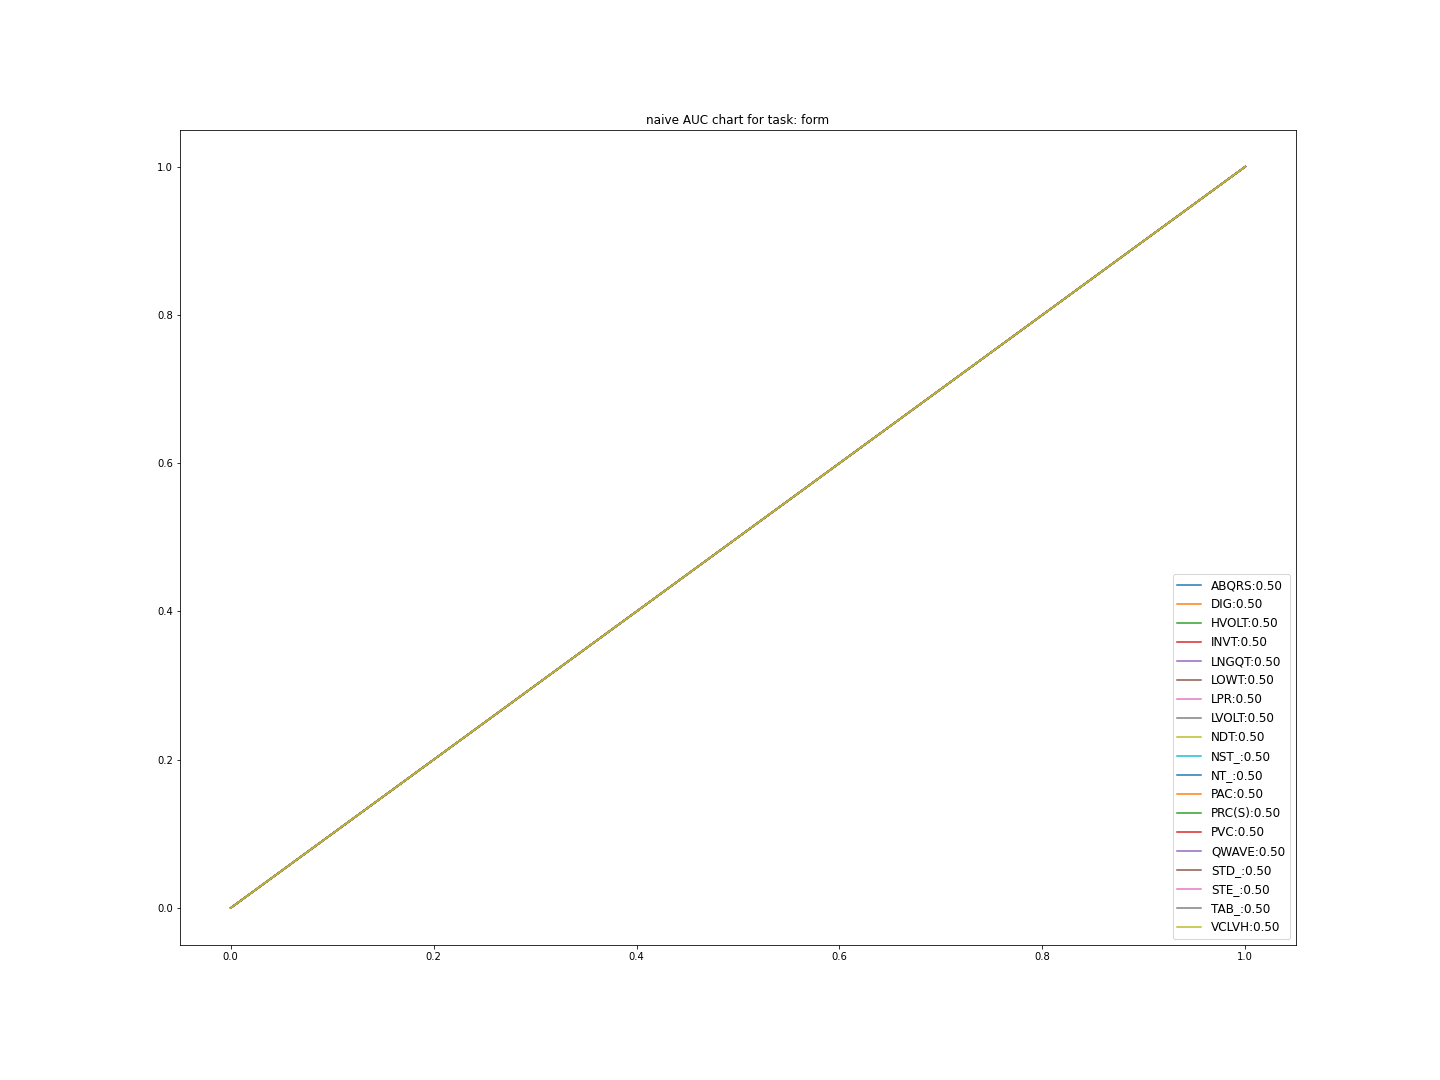 naive AUC chart for task: form
1.0
0.8
0.6
0.4
0.2
0.0
0.0 0.2 0.4 0.6 0.8 1.0
ABQRS:0.50
DIG:0.50
HVOLT:0.50
INVT:0.50
LNGQT:0.50
LOWT:0.50
LPR:0.50
LVOLT:0.50
NDT:0.50
NST_:0.50
NT_:0.50
PAC:0.50
PRC(S):0.50
PVC:0.50
QWAVE:0.50
STD_:0.50
STE_:0.50
TAB_:0.50
VCLVH:0.50